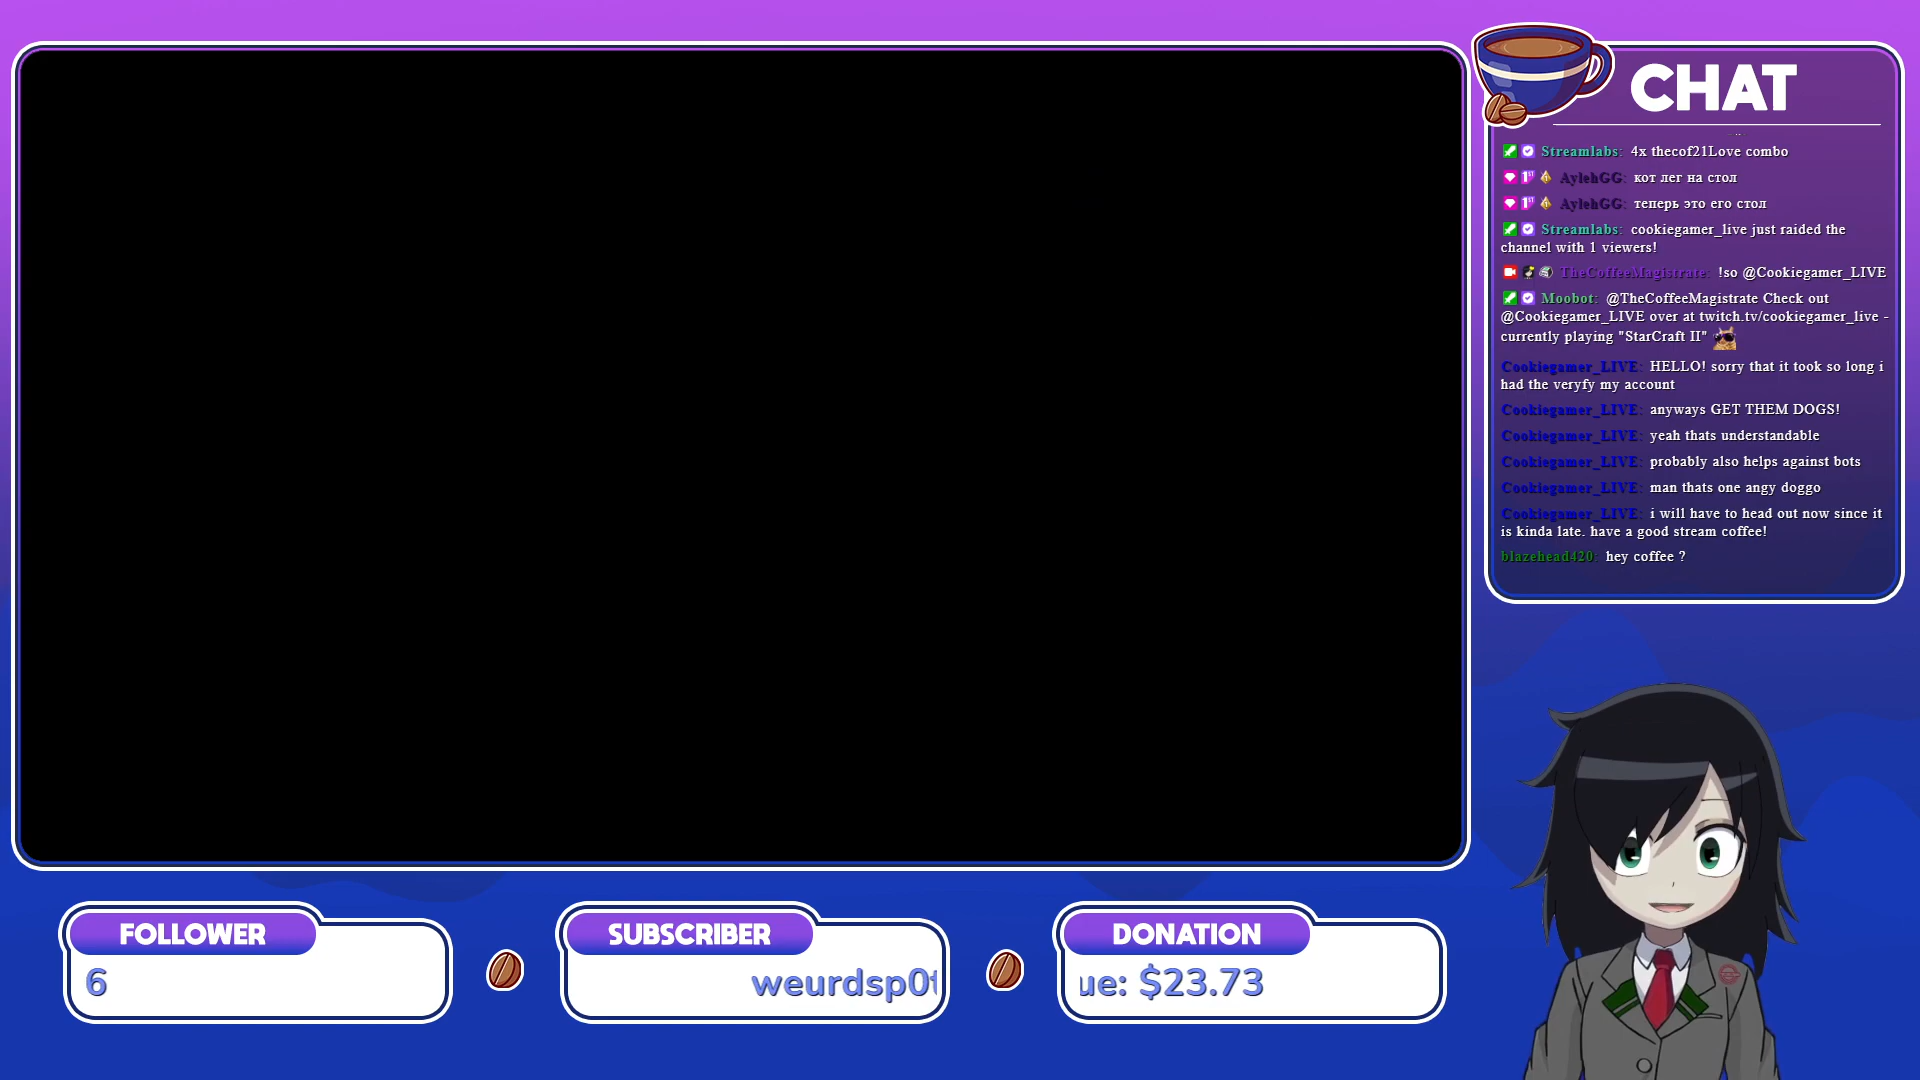 CHAT
Streamlabs: 4x thecof21Love combo
AylehGG: кот лег на стол
AylehGG: теперь это его стол
Streamlabs: cookiegamer_live just raided the
channel with 1 viewers!
TheCoffeeMagistrate: !so @Cookiegamer_LIVE
Moobot: @TheCoffeeMagistrate Check out
@Cookiegamer_LIVE over at twitch.tv/cookiegamer_live -
currently playing "StarCraft II"
Cookiegamer_LIVE: HELLO! sorry that it took so long i
had the veryfy my account
Cookiegamer_LIVE: anyways GET THEM DOGS!
Cookiegamer_LIVE: yeah thats understandable
Cookiegamer_LIVE: probably also helps against bots
Cookiegamer_LIVE: man thats one angy doggo
Cookiegamer_LIVE: i will have to head out now since it
is kinda late. have a good stream coffee!
blazehead420: hey coffee ?
FOLLOWER
6
SUBSCRIBER
weurdsp0t
DONATION
ue: $23.73